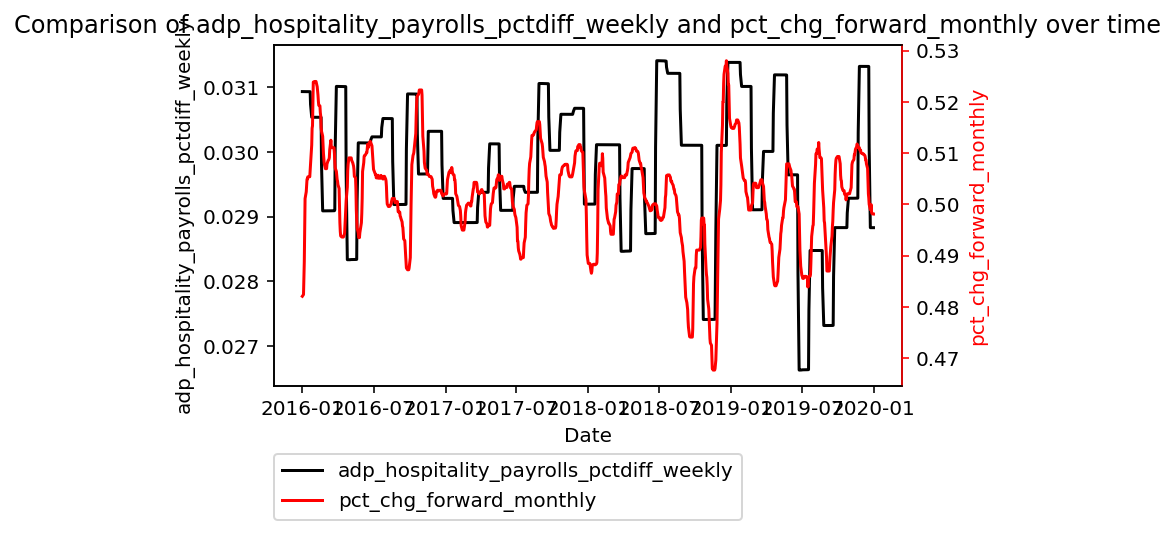 Comparison of adp_hospitality_payrolls_pctdiff_weekly and pct_chg_forward_monthly over time
adp_hospitality_payrolls_pctdiff_weekly
0.031
0.030
0.029
0.028
0.027
0.53
0.52
0.51
0.50
0.49
0.48
0.47
pct_chg_forward_monthly
2016-01 2016-07 2017-01 2017-07 2018-01 2018-07 2019-01 2019-07 2020-01
Date
adp_hospitality_payrolls_pctdiff_weekly
pct_chg_forward_monthly